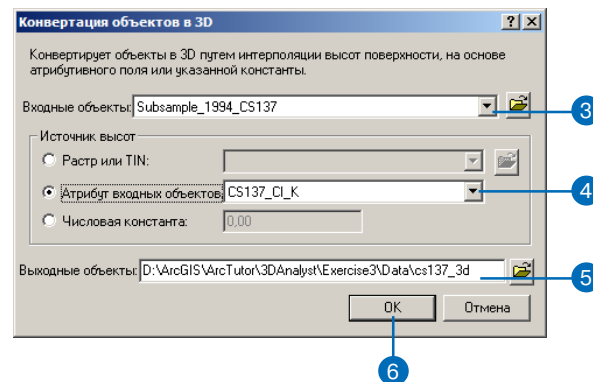 Конвертация объектов в 3D
Конвертирует объекты в 3D путем интерполяции высот поверхности, на основе
атрибутивного поля или указанной константы.
Входные объекты: Subsample_1994_CS137
3
Источник высот
Растр или TIN:
Атрибут входных объектов: CS137_CI_K
4
Числовая константа: 0,00
Выходные объекты: D:\ArcGIS\ArcTutor\3DAnalyst\Exercise3\Data\cs137_3d
5
OK Отмена
6